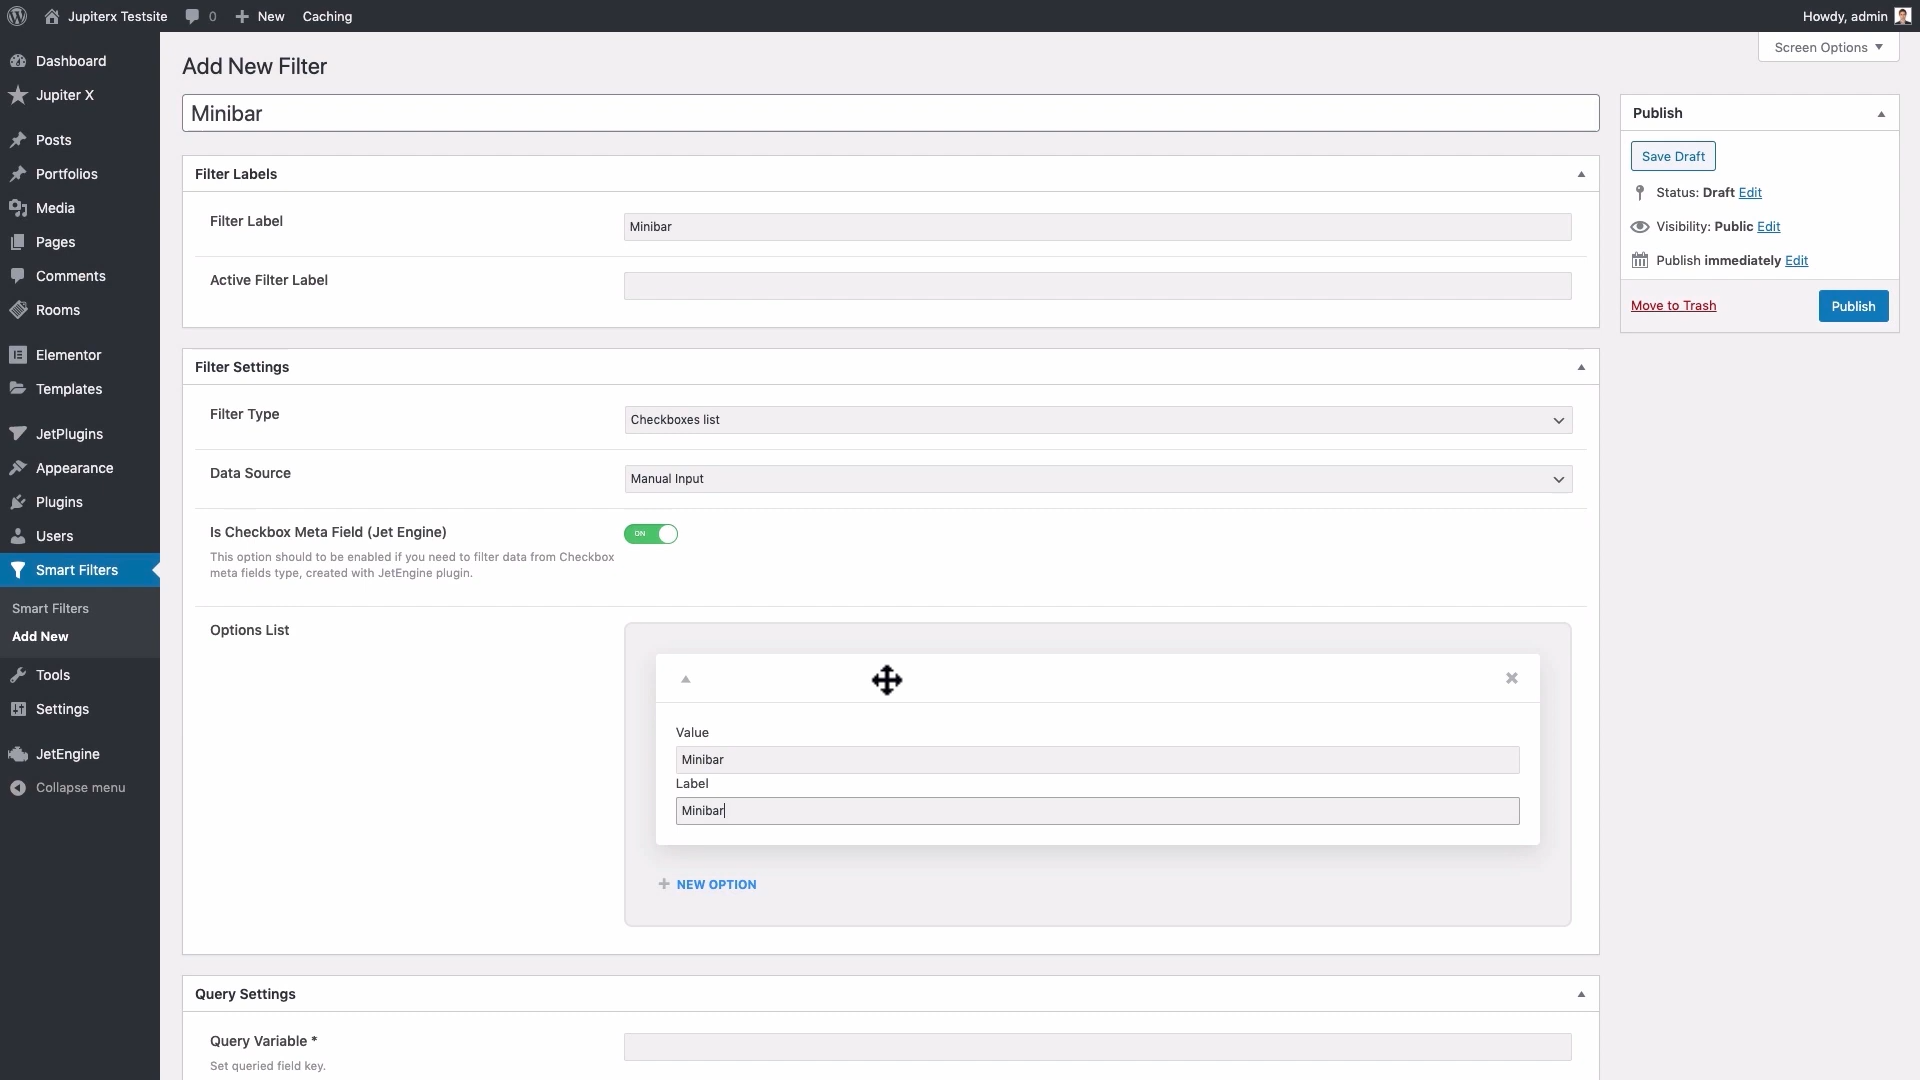 Jupiterx Testsite 0 New Caching Howdy, admin
Screen Options
Dashboard
Jupiter X
Posts
Portfolios
Media
Pages
Comments
Rooms
Elementor
Templates
JetPlugins
Appearance
Plugins
Users
Smart Filters
Smart Filters
Add New
Tools
Settings
JetEngine
Collapse menu
Add New Filter
Minibar
Filter Labels
Filter Label
Minibar
Active Filter Label
Filter Settings
Filter Type
Checkboxes list
Data Source
Manual Input
Is Checkbox Meta Field (Jet Engine)
ON
This option should to be enabled if you need to filter data from Checkbox
meta fields type, created with JetEngine plugin.
Options List
Value
Minibar
Label
Minibar
NEW OPTION
Query Settings
Query Variable *
Set queried field key.
Publish
Save Draft
Status: Draft Edit
Visibility: Public Edit
Publish immediately Edit
Move to Trash
Publish